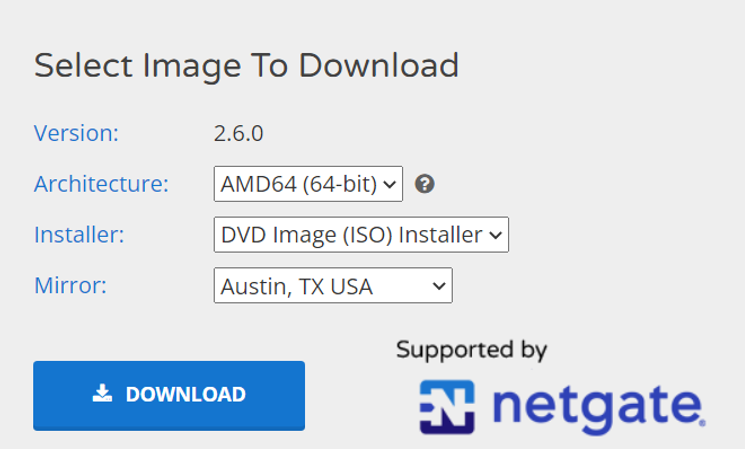 Select Image To Download
Version: 2.6.0
Architecture: AMD64 (64-bit) ?
Installer: DVD Image (ISO) Installer
Mirror: Austin, TX USA
Supported by
DOWNLOAD
N netgate®